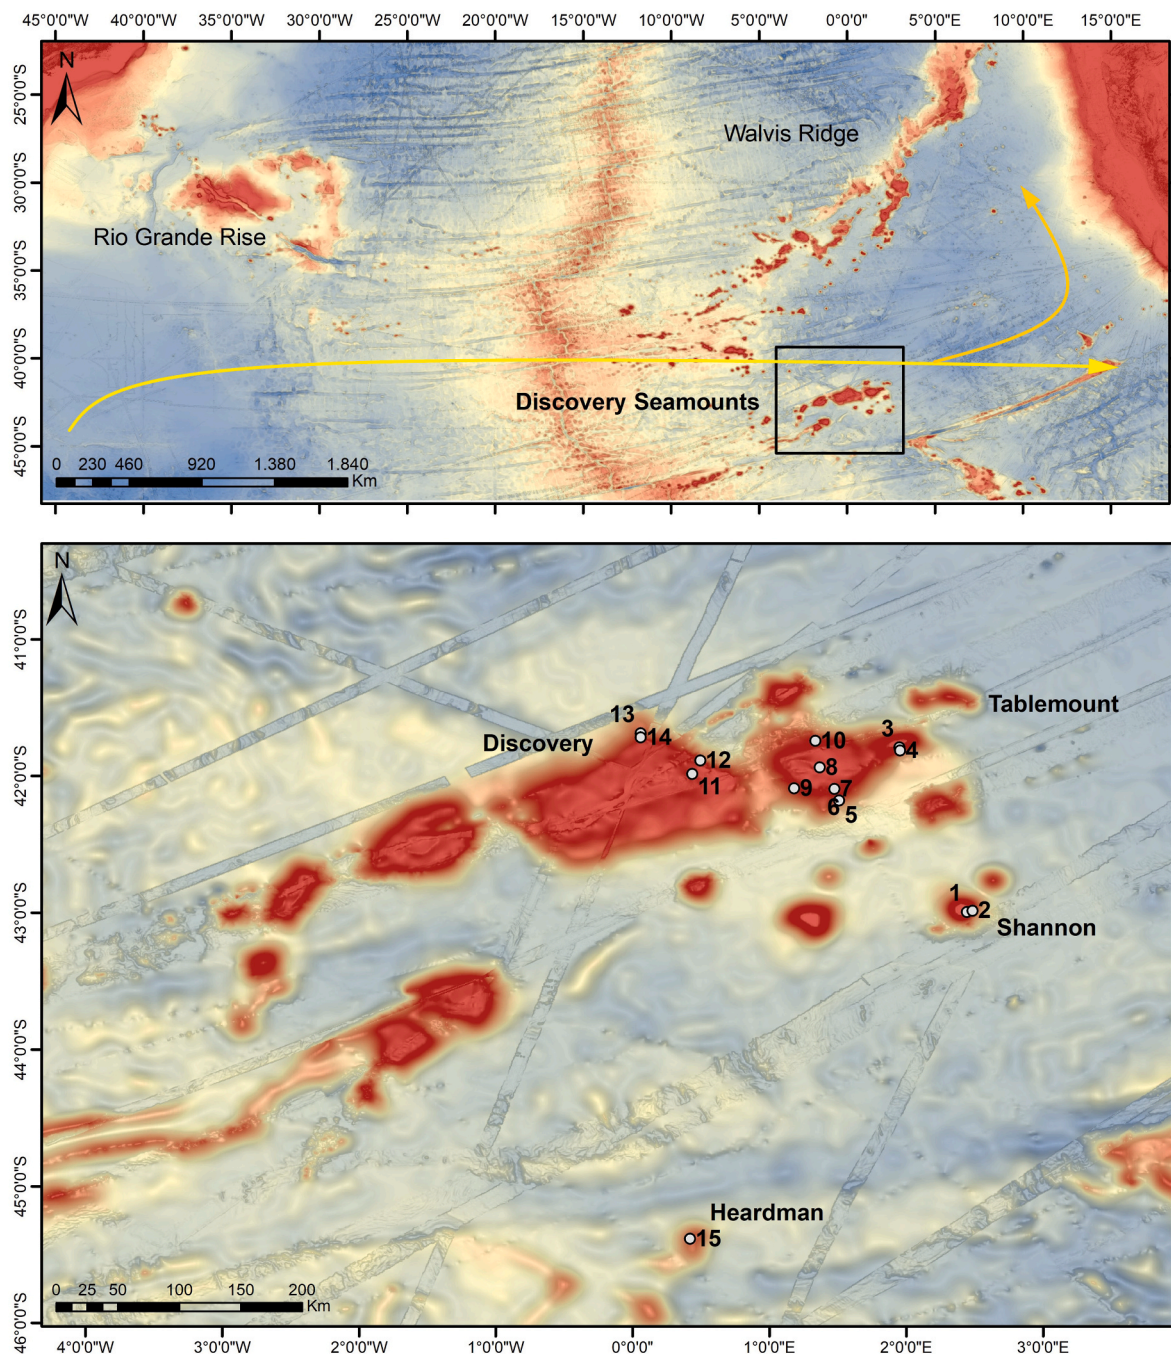 45°0'0"W 40°0'0"W 35°0'0"W 30°0'0"W 25°0'0"W 20°0'0"W 15°0'0"W 10°0'0"W 5°0'0"W 0°0'0" 5°0'0"E 10°0'0"E 15°0'0"E
N
25°0'0"S
Walvis Ridge
30°0'0"S
Rio Grande Rise
35°0'0"S
40°0'0"S
Discovery Seamounts
45°0'0"S
0 230 460 920 1.380 1.840
Km
N
41°0'0"S
Tablemount
13
3
14
10
Discovery
4
12
42°0'0"S
8
11
9
7
6
5
1
43°0'0"S
2
Shannon
44°0'0"S
45°0'0"S
Heardman
15
0 25 50 100 150 200
Km
46°0'0"S
4°0'0"W 3°0'0"W 2°0'0"W 1°0'0"W 0°0'0" 1°0'0"E 2°0'0"E 3°0'0"E